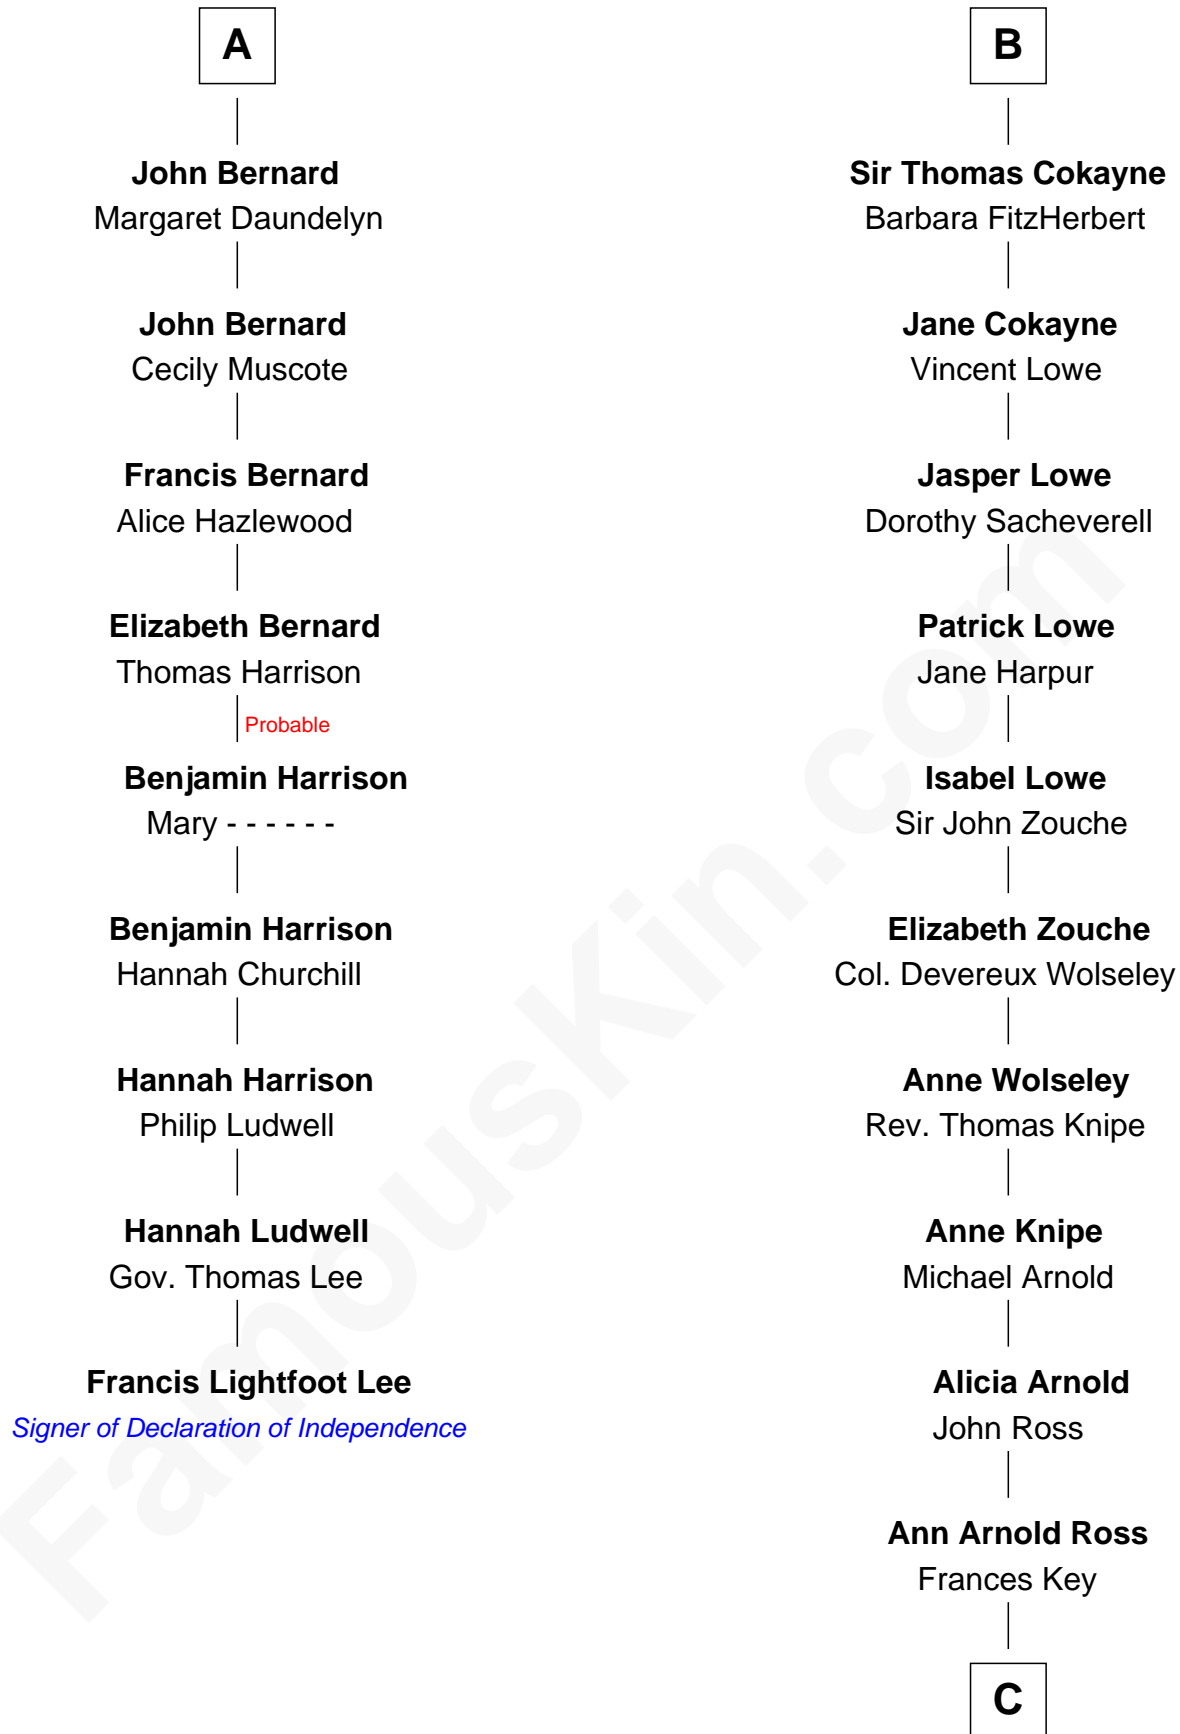 A
John Bernard
Margaret Daundelyn
John Bernard
Cecily Muscote
Francis Bernard
Alice Hazlewood
Elizabeth Bernard
Thomas Harrison
Probable
Benjamin Harrison
Mary - - - - - -
Benjamin Harrison
Hannah Churchill
Hannah Harrison
Philip Ludwell
Hannah Ludwell
Gov. Thomas Lee
Francis Lightfoot Lee
Signer of Declaration of Independence
B
Sir Thomas Cokayne
Barbara FitzHerbert
Jane Cokayne
Vincent Lowe
Jasper Lowe
Dorothy Sacheverell
Patrick Lowe
Jane Harpur
Isabel Lowe
Sir John Zouche
Elizabeth Zouche
Col. Devereux Wolseley
Anne Wolseley
Rev. Thomas Knipe
Anne Knipe
Michael Arnold
Alicia Arnold
John Ross
Ann Arnold Ross
Frances Key
C
FamousKin.com